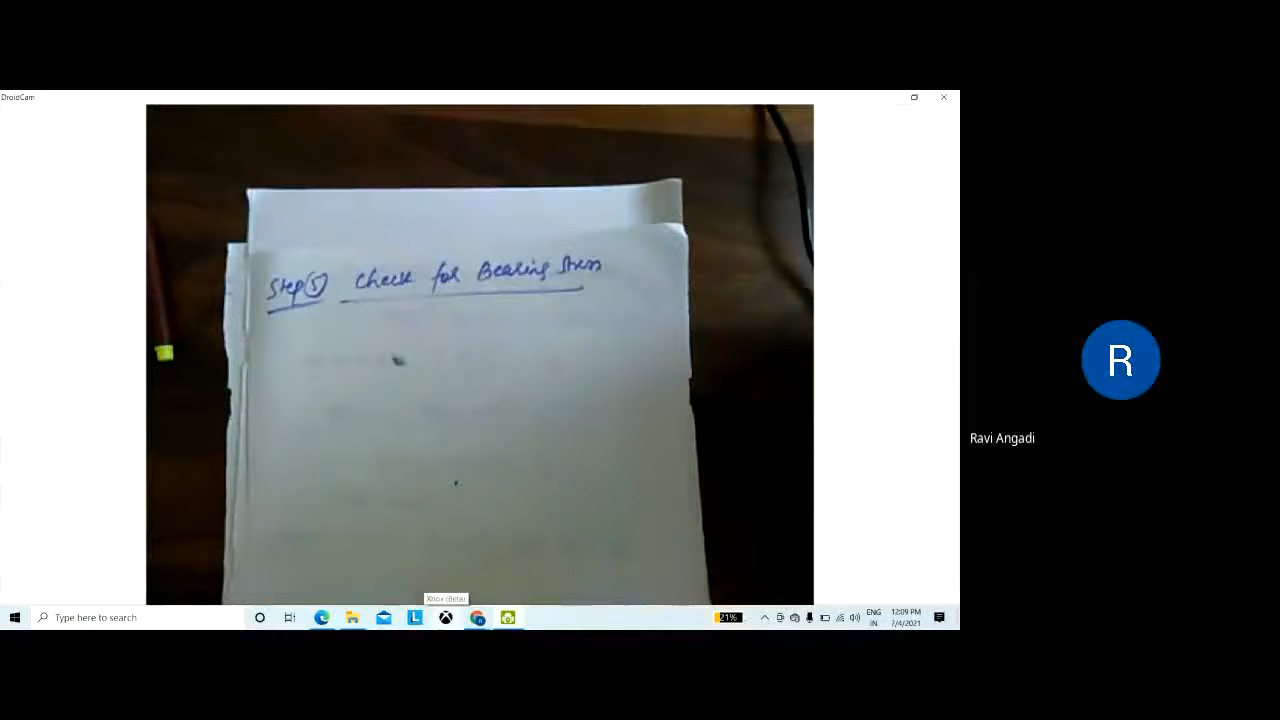 DroidCam
Step(5) Check for Bearing Stress
R
Ravi Angadi
Xbox (Beta)
Type here to search
L
21%
ENG
IN
12:09 PM
7/4/2021